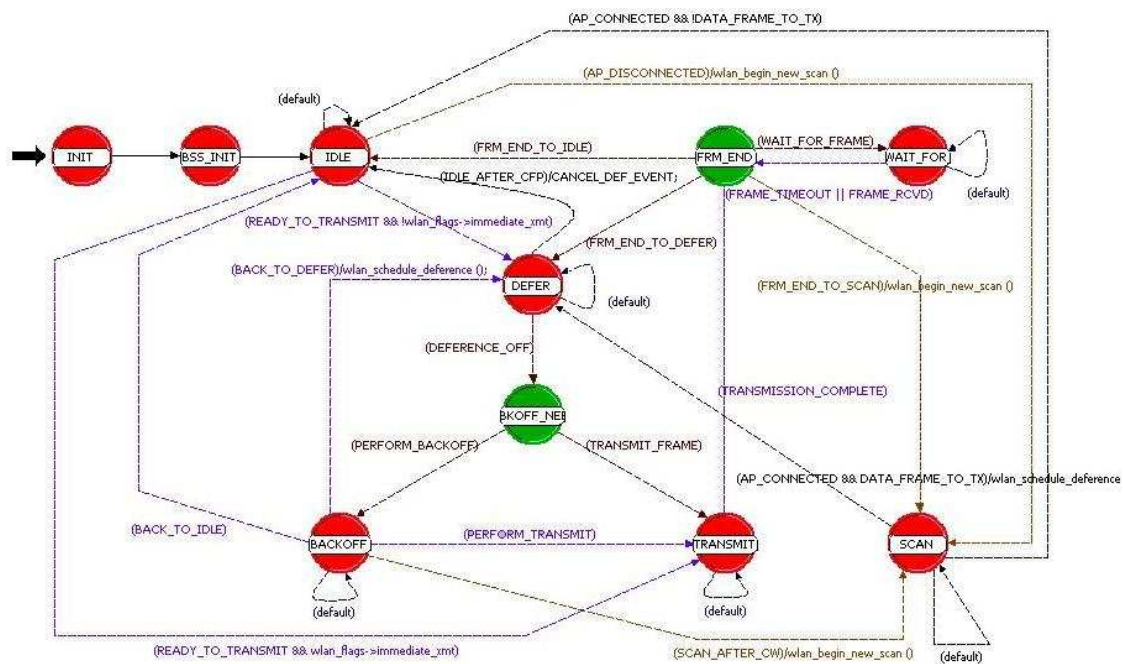 (AP_CONNECTED && !DATA_FRAME_TO_TX)
(AP_DISCONNECTED)/wlan_begin_new_scan ()
(default)
INIT
BSS_INIT
IDLE
(FRM_END_TO_IDLE)
FRM_END
(WAIT_FOR_FRAME)
WAIT_FOR
(default)
(IDLE_AFTER_CFP)/CANCEL_DEF_EVENT;
(FRAME_TIMEOUT || FRAME_RCVD)
(READY_TO_TRANSMIT && !wlan_flags->immediate_xmt)
(FRM_END_TO_DEFER)
(BACK_TO_DEFER)/wlan_schedule_deference ();
DEFER
(default)
(FRM_END_TO_SCAN)/wlan_begin_new_scan ()
(DEFERENCE_OFF)
(TRANSMISSION_COMPLETE)
BKOFF_NEE
(PERFORM_BACKOFF)
(TRANSMIT_FRAME)
(AP_CONNECTED && DATA_FRAME_TO_TX)/wlan_schedule_deference
(BACK_TO_IDLE)
(PERFORM_TRANSMIT)
BACKOFF
TRANSMIT
SCAN
(default)
(default)
(READY_TO_TRANSMIT && wlan_flags->immediate_xmt)
(SCAN_AFTER_CW)/wlan_begin_new_scan ()
(default)